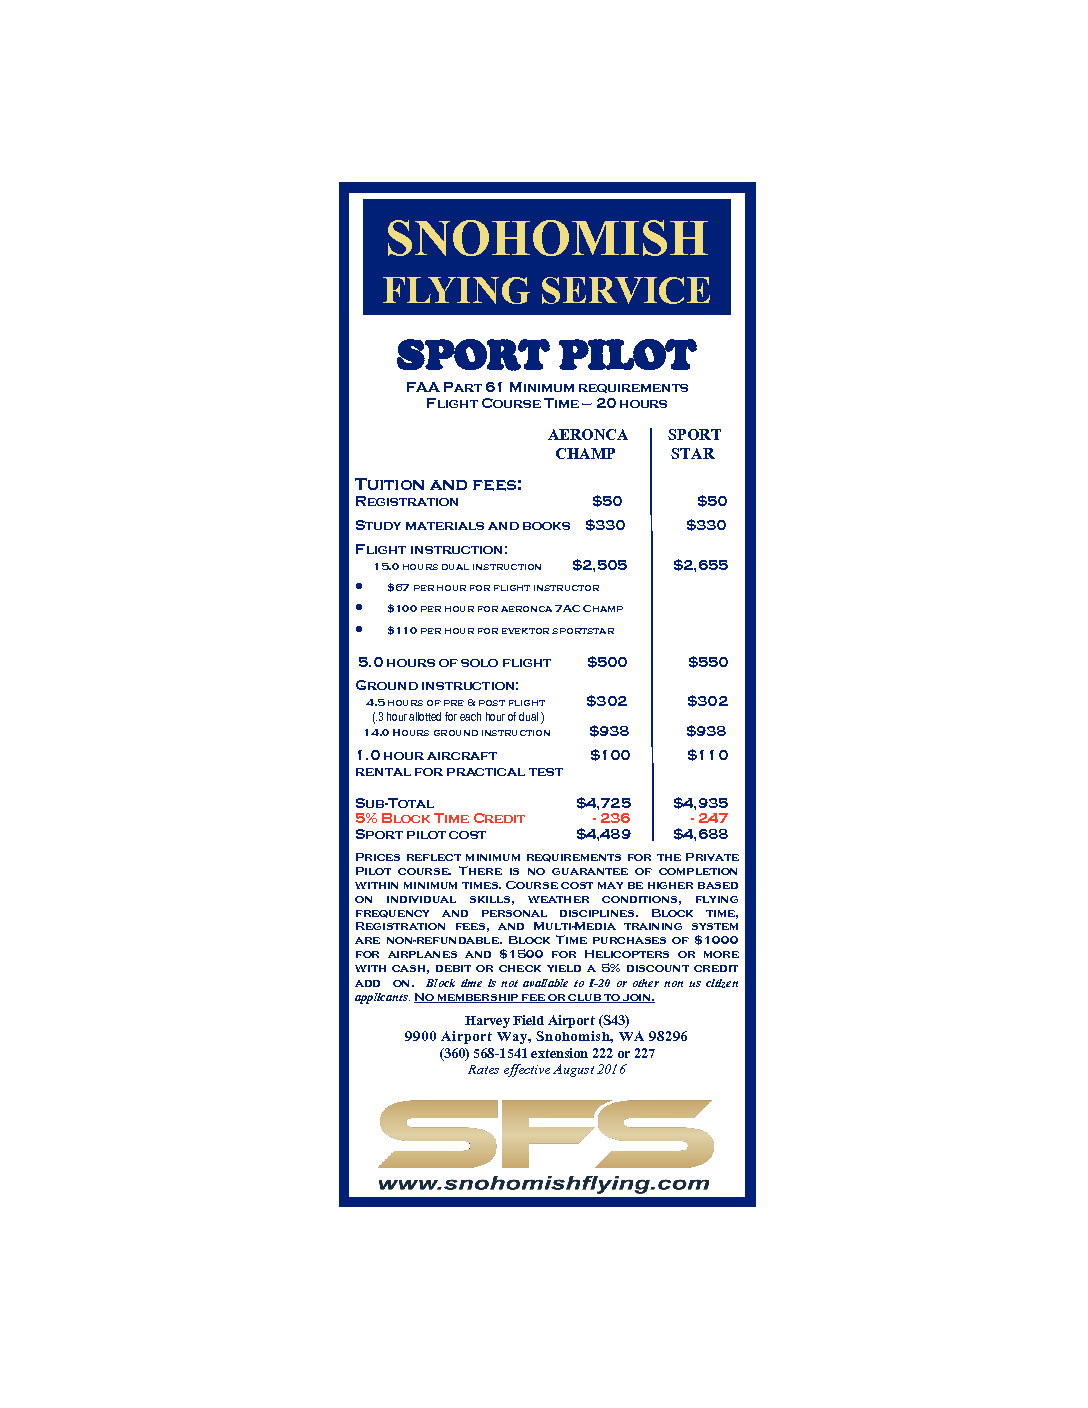 SNOHOMISH
FLYING SERVICE
SPORT PILOT
FAA Part 61 Minimum requirements
Flight Course Time – 20 hours
AERONCA CHAMP SPORT STAR
Tuition and fees:
Registration $50 $50
Study materials and books $330 $330
Flight instruction:
15.0 hours dual instruction $2,505 $2,655
• $67 per hour for flight instructor
• $100 per hour for aeronca 7AC Champ
• $110 per hour for evektor sportstar
5.0 hours of solo flight $500 $550
Ground instruction:
4.5 hours of pre & post flight $302 $302
(.3 hour allotted for each hour of dual )
14.0 Hours ground instruction $938 $938
1.0 hour aircraft $100 $110
rental for practical test
Sub-Total $4,725 $4,935
5% Block Time Credit - 236 - 247
Sport pilot cost $4,489 $4,688
Prices reflect minimum requirements for the Private
Pilot course. There is no guarantee of completion
within minimum times. Course cost may be higher based
on individual skills, weather conditions, flying
frequency and personal disciplines. Block time,
Registration fees, and Multi-Media training system
are non-refundable. Block Time purchases of $1000
for airplanes and $1500 for Helicopters or more
with cash, debit or check yield a 5% discount credit
add on. Block time is not available to I-20 or other non us citizen
applicants. No membership fee or club to join.
Harvey Field Airport (S43)
9900 Airport Way, Snohomish, WA 98296
(360) 568-1541 extension 222 or 227
Rates effective August 2016
SFS
www.snohomishflying.com